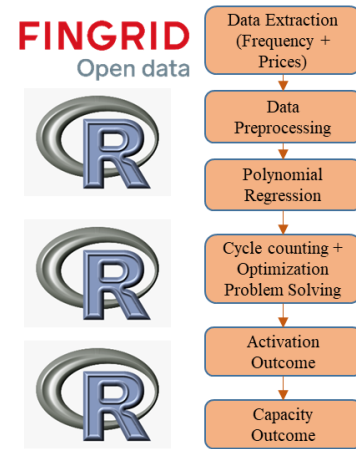 FINGRID
Open data
Data Extraction
(Frequency +
Prices)
Data
Preprocessing
R
Polynomial
Regression
Cycle counting +
Optimization
Problem Solving
R
Activation
Outcome
R
Capacity
Outcome